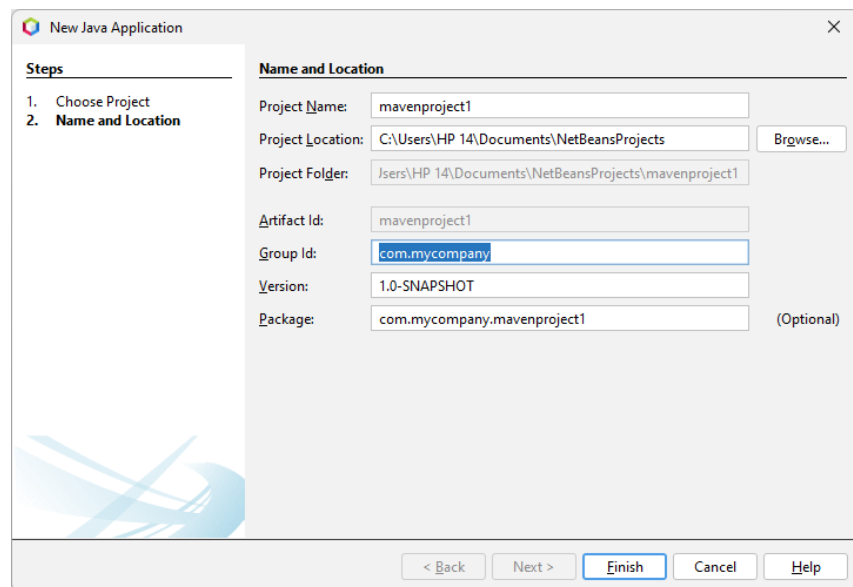 New Java Application
Steps
1. Choose Project
2. Name and Location
Name and Location
Project Name: mavenproject1
Project Location: C:\Users\HP 14\Documents\NetBeansProjects Browse...
Project Folder: Jsers\HP 14\Documents\NetBeansProjects\mavenproject1
Artifact Id: mavenproject1
Group Id: com.mycompany
Version: 1.0-SNAPSHOT
Package: com.mycompany.mavenproject1 (Optional)
< Back Next > Finish Cancel Help